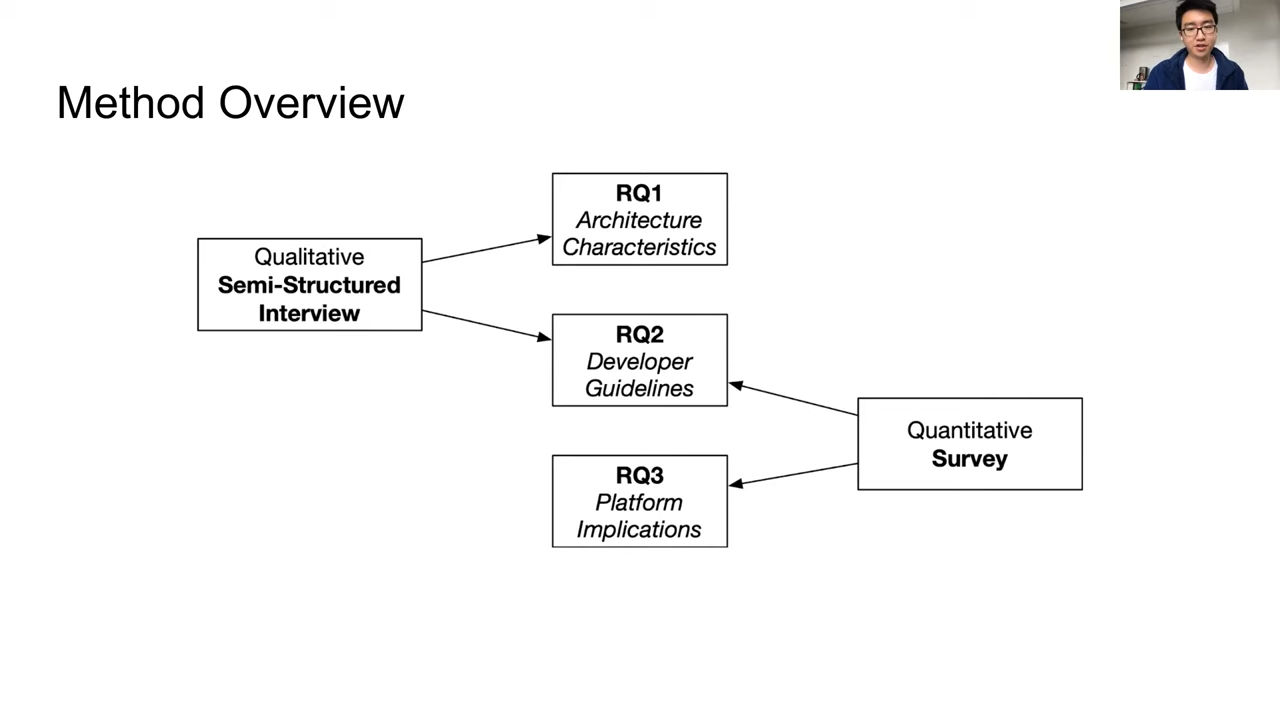 Method Overview
RQ1
Architecture
Characteristics
Qualitative
Semi-Structured
Interview
RQ2
Developer
Guidelines
Quantitative
Survey
RQ3
Platform
Implications